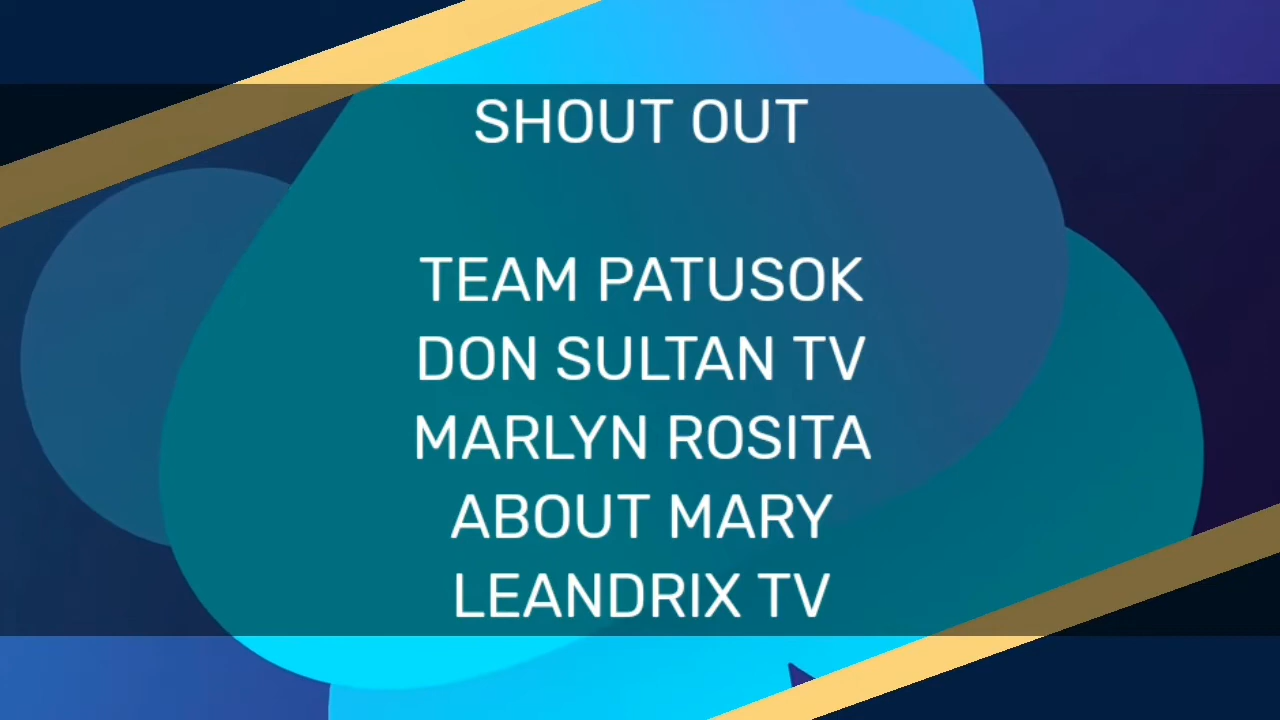 SHOUT OUT
TEAM PATUSOK
DON SULTAN TV
MARLYN ROSITA
ABOUT MARY
LEANDRIX TV